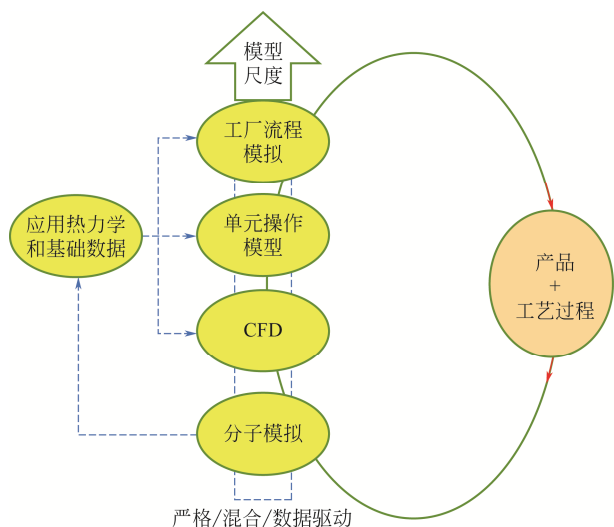 模型
尺度
工厂流程
模拟
应用热力学
和基础数据
单元操作
模型
产品
+
工艺过程
CFD
分子模拟
严格/混合/数据驱动